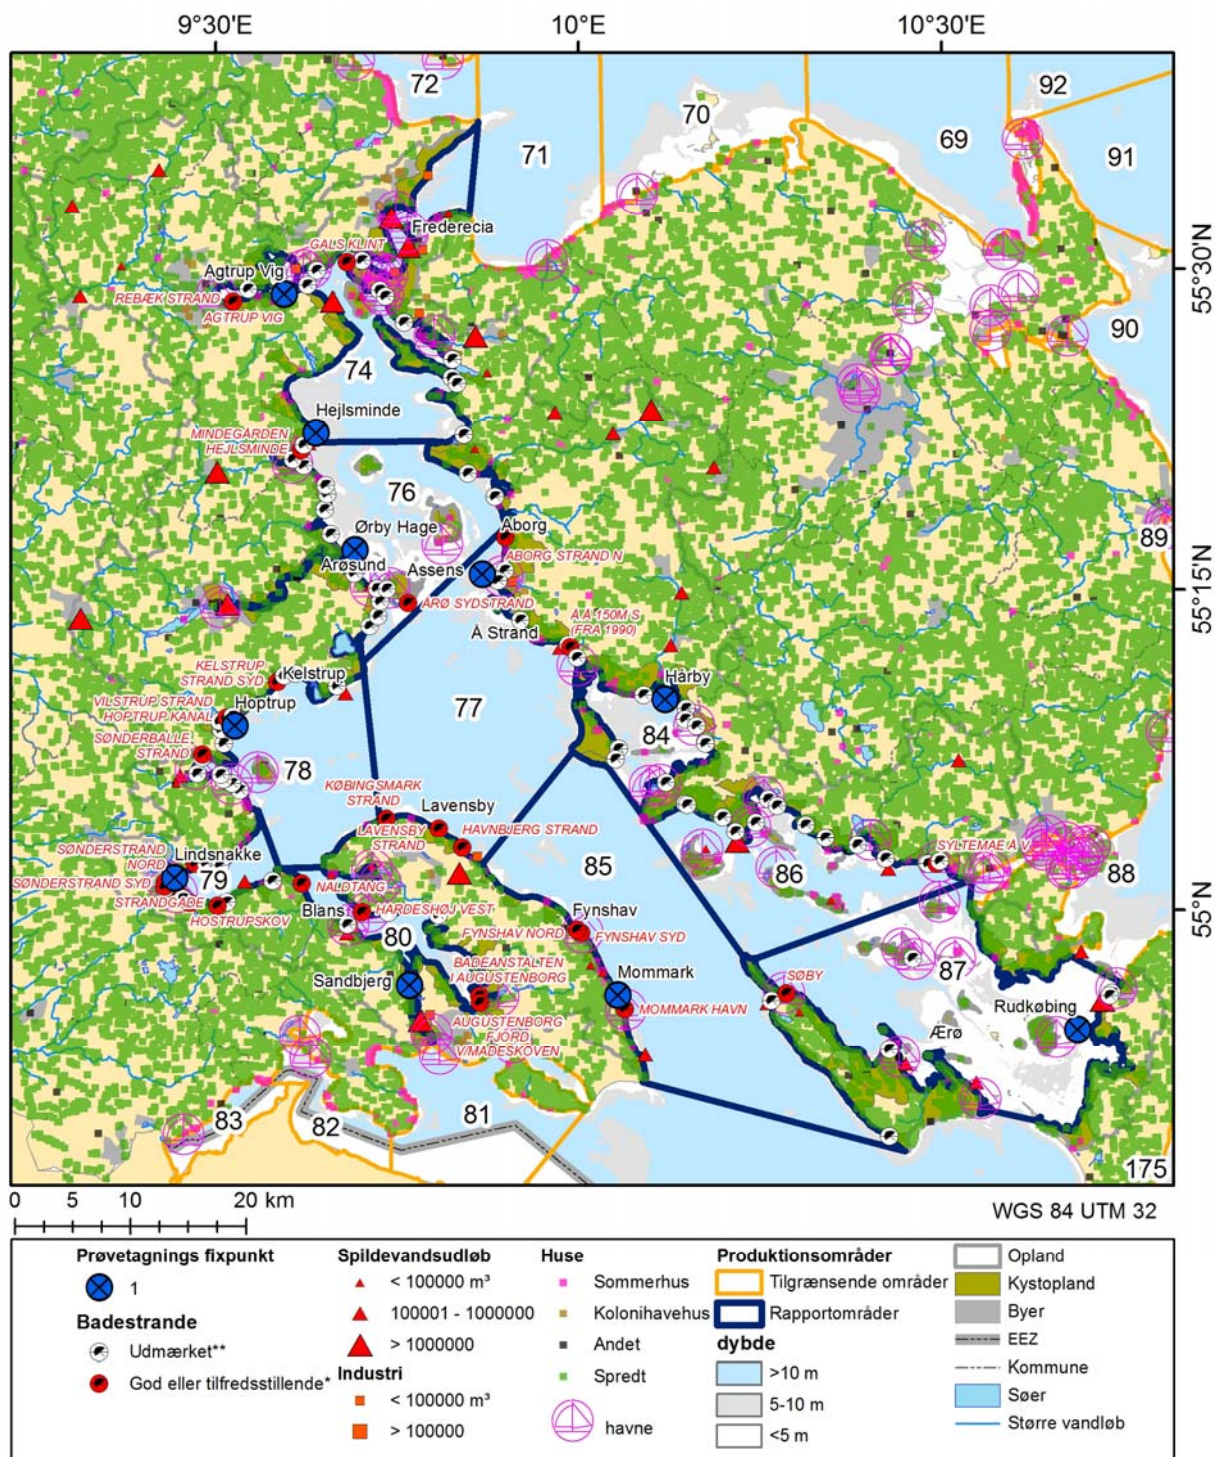 9°30'E
10°E
10°30'E
72
92
70
71
69
91
Frederecia
GALS KLINT
Agtrup Vig
REBÆK STRAND
AGTRUP VIG
55°30'N
90
74
Hejlsminde
MINDEGÅRDEN
HEJLSMINDE
76
Ørby Hage
Aborg
89
Årøsund
Assens
ABORG STRAND N
55°15'N
ÅRØ SYDSTRAND
Å Strand
Å Å 150M S
(FRA 1990)
KELSTRUP
STRAND SYD
Kelstrup
Hårby
VILSTRUP STRAND
HOPTRUP KANAL
Hoptrup
77
84
SØNDERBALLE
STRAND
78
KØBINGSMARK
STRAND
Lavensby
LAVENSBY
STRAND
HAVNBJERG STRAND
SØNDERSTRAND
NORD
Lindsnakke
85
SYLTEMAE Å V
86
88
SØNDERSTRAND SYD
79
STRANDGADE
HOSTRUPSKOV
NALDTANG
Blans
HARDESHØJ VEST
Fynshav
FYNSHAV NORD
FYNSHAV SYD
55°N
80
87
BADEANSTALTEN
I AUGUSTENBORG
Sandbjerg
Mommark
MOMMARK HAVN
SØBY
Rudkøbing
AUGUSTENBORG
FJORD
V/MADESKOVEN
Ærø
83
82
81
175
0 5 10 20 km
WGS 84 UTM 32
Prøvetagnings fixpunkt
1
Badestrande
Udmærket**
God eller tilfredsstillende*
Spildevandsudløb
< 100000 m³
100001 - 1000000
> 1000000
Industri
< 100000 m³
> 100000
Huse
Sommerhus
Kolonihavehus
Andet
Spredt
havne
Produktionsområder
Tilgrænsende områder
Rapportområder
dybde
>10 m
5-10 m
<5 m
Opland
Kystopland
Byer
EEZ
Kommune
Søer
Større vandløb